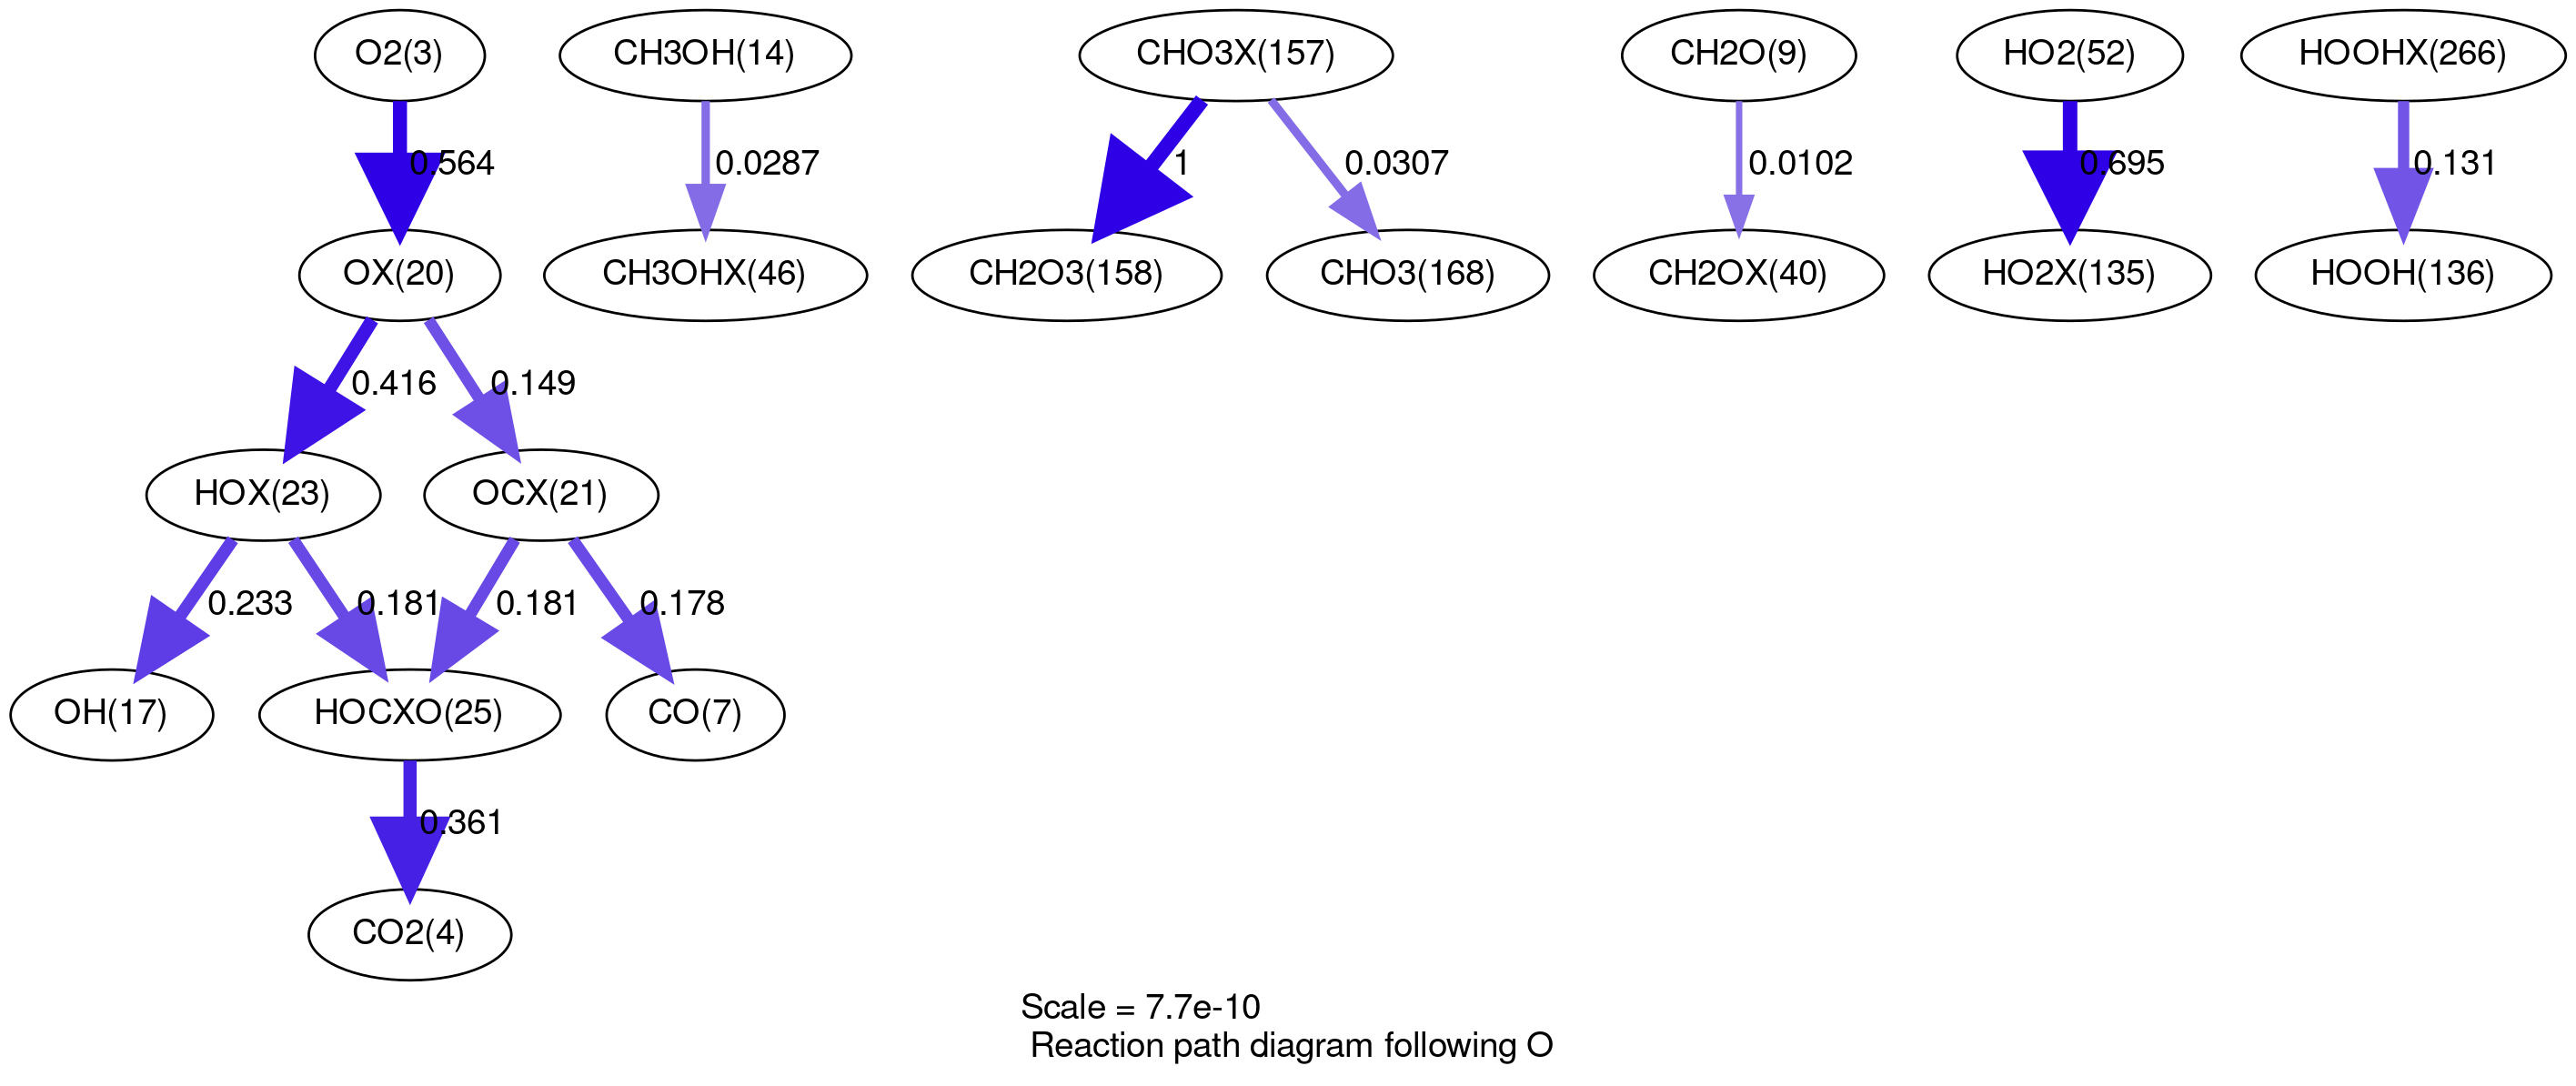 O2(3)
CH3OH(14)
CHO3X(157)
CH2O(9)
HO2(52)
HOOHX(266)
0.564
0.0287
1
0.0307
0.0102
0.695
0.131
OX(20)
CH3OHX(46)
CH2O3(158)
CHO3(168)
CH2OX(40)
HO2X(135)
HOOH(136)
0.416
0.149
HOX(23)
OCX(21)
0.233
0.181
0.181
0.178
OH(17)
HOCXO(25)
CO(7)
0.361
CO2(4)
Scale = 7.7e-10
Reaction path diagram following O